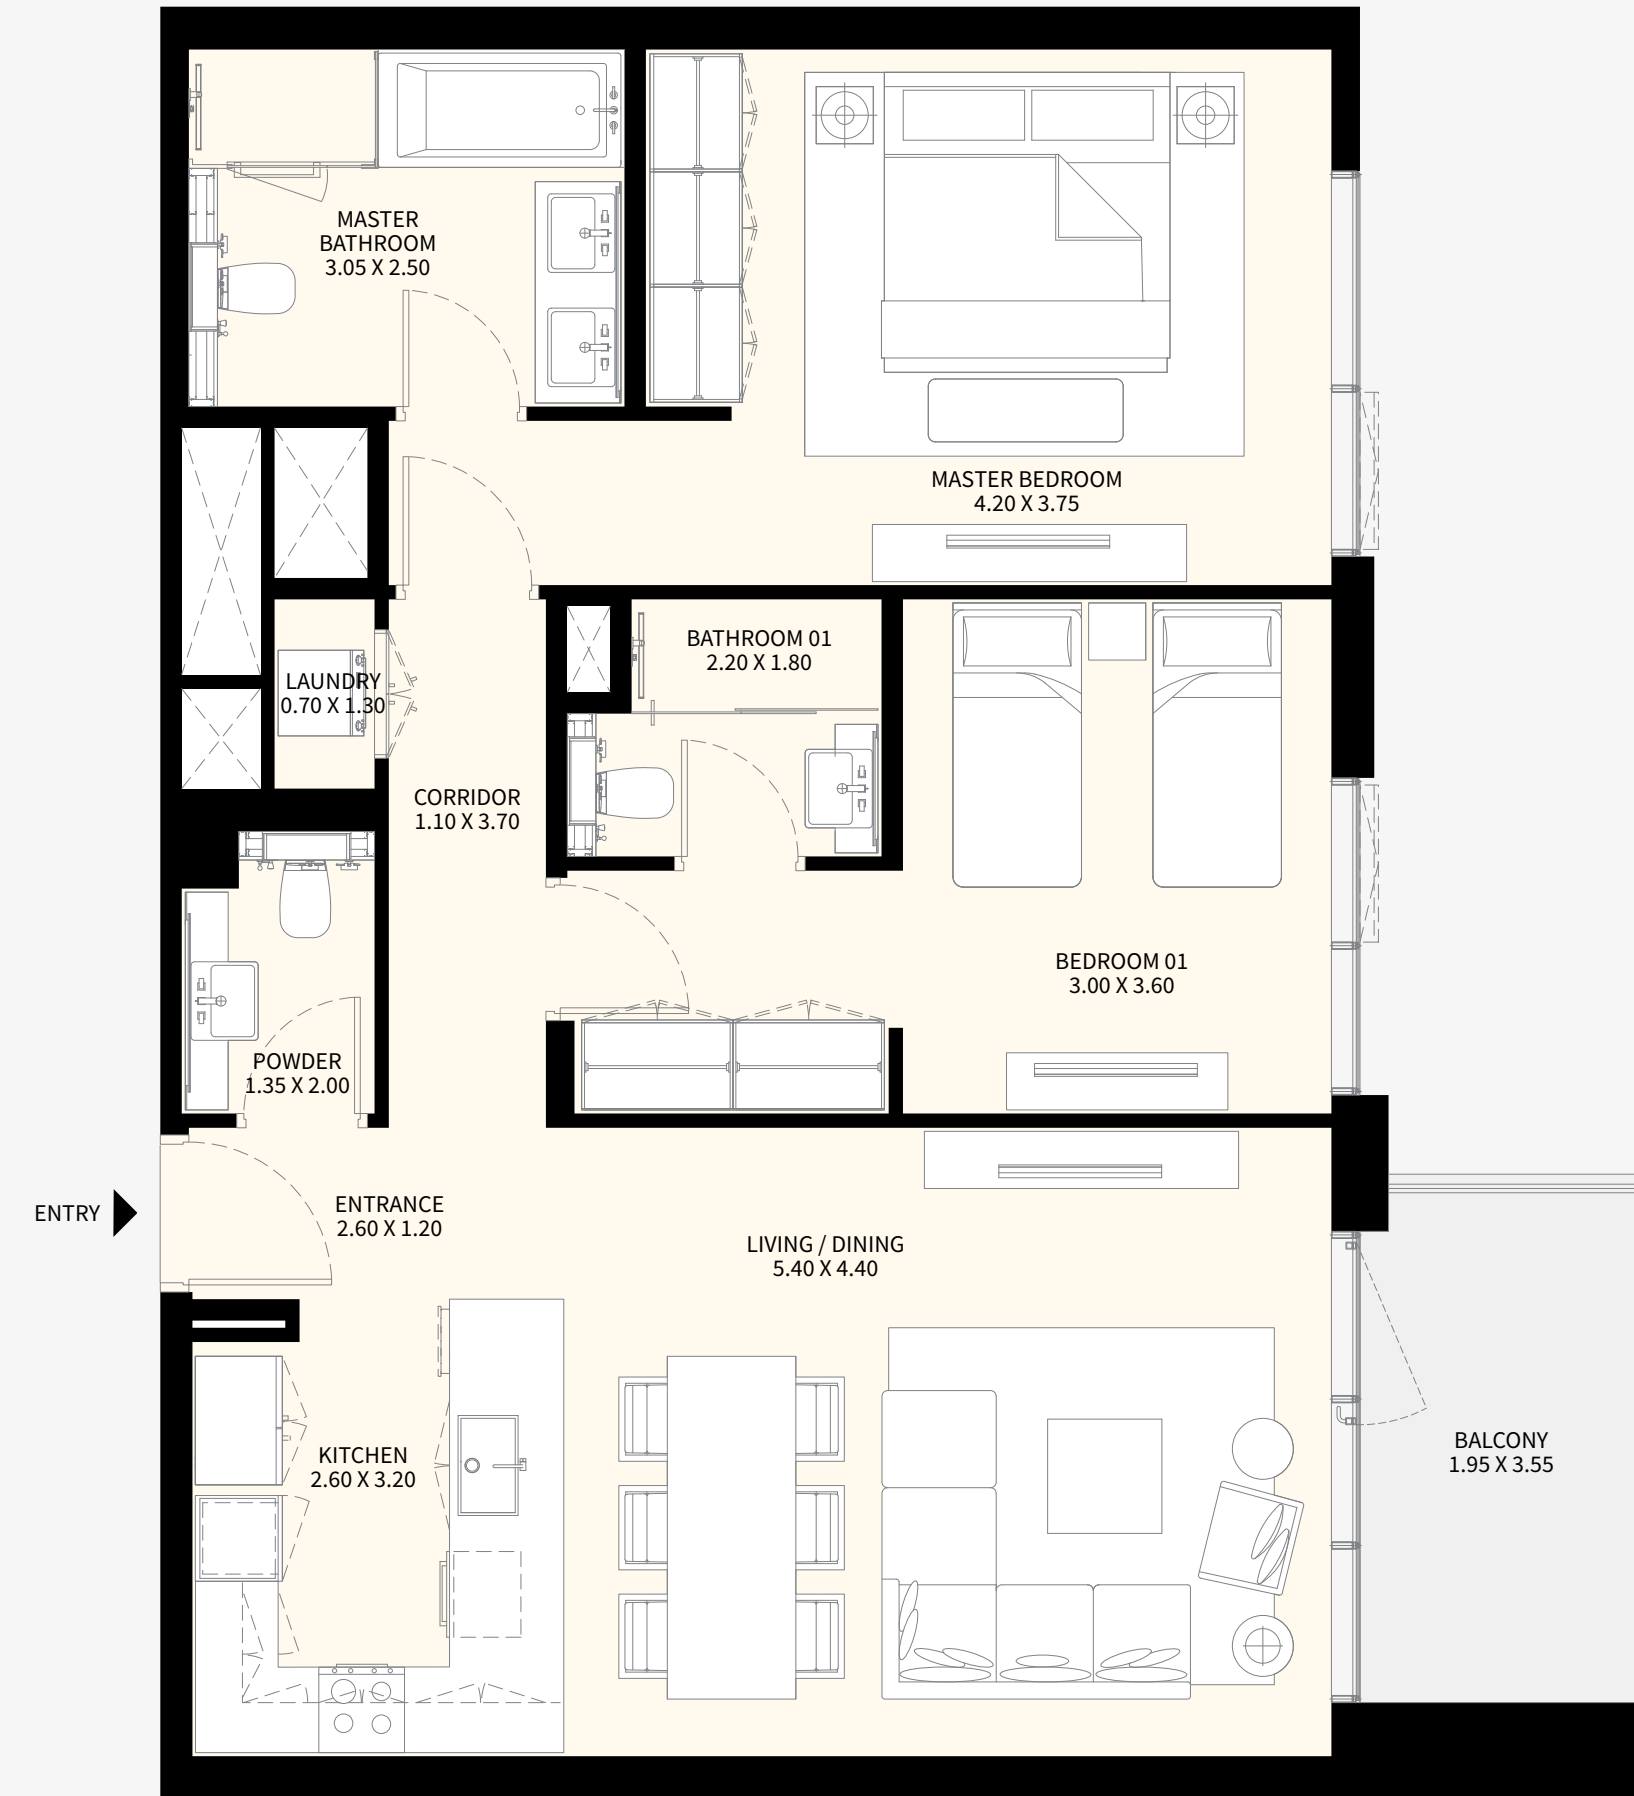 MASTER
BATHROOM
3.05 X 2.50
MASTER BEDROOM
4.20 X 3.75
BATHROOM 01
2.20 X 1.80
LAUNDRY
0.70 X 1.30
CORRIDOR
1.10 X 3.70
BEDROOM 01
3.00 X 3.60
POWDER
1.35 X 2.00
ENTRY
ENTRANCE
2.60 X 1.20
LIVING / DINING
5.40 X 4.40
KITCHEN
2.60 X 3.20
BALCONY
1.95 X 3.55